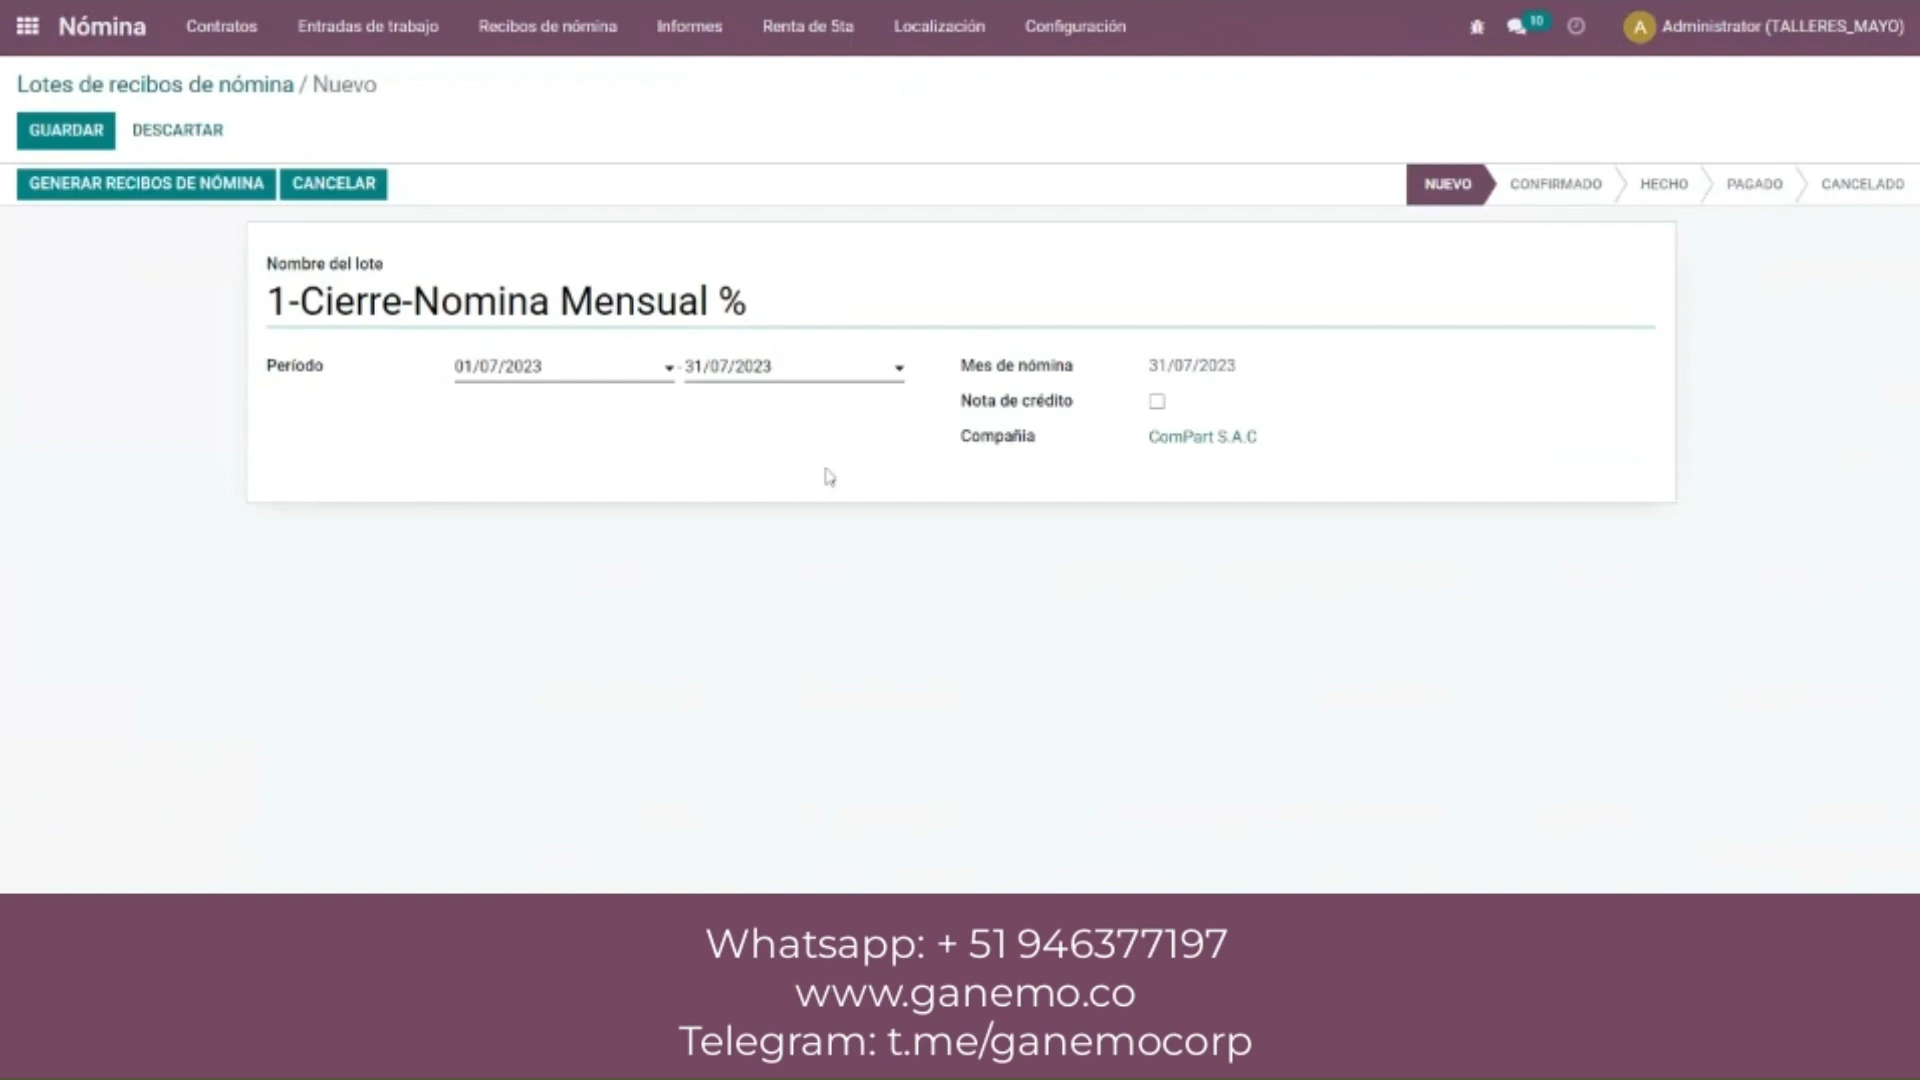 Nómina Contratos Entradas de trabajo Recibos de nómina Informes Renta de 5ta Localización Configuración 10 A Administrator (TALLERES_MAYO)
Lotes de recibos de nómina / Nuevo
GUARDAR DESCARTAR
GENERAR RECIBOS DE NÓMINA CANCELAR NUEVO CONFIRMADO HECHO PAGADO CANCELADO
Nombre del lote
1-Cierre-Nomina Mensual %
Período 01/07/2023 - 31/07/2023 Mes de nómina 31/07/2023
Nota de crédito
Compañia ComPart S.A.C
Whatsapp: + 51 946377197
www.ganemo.co
Telegram: t.me/ganemocorp